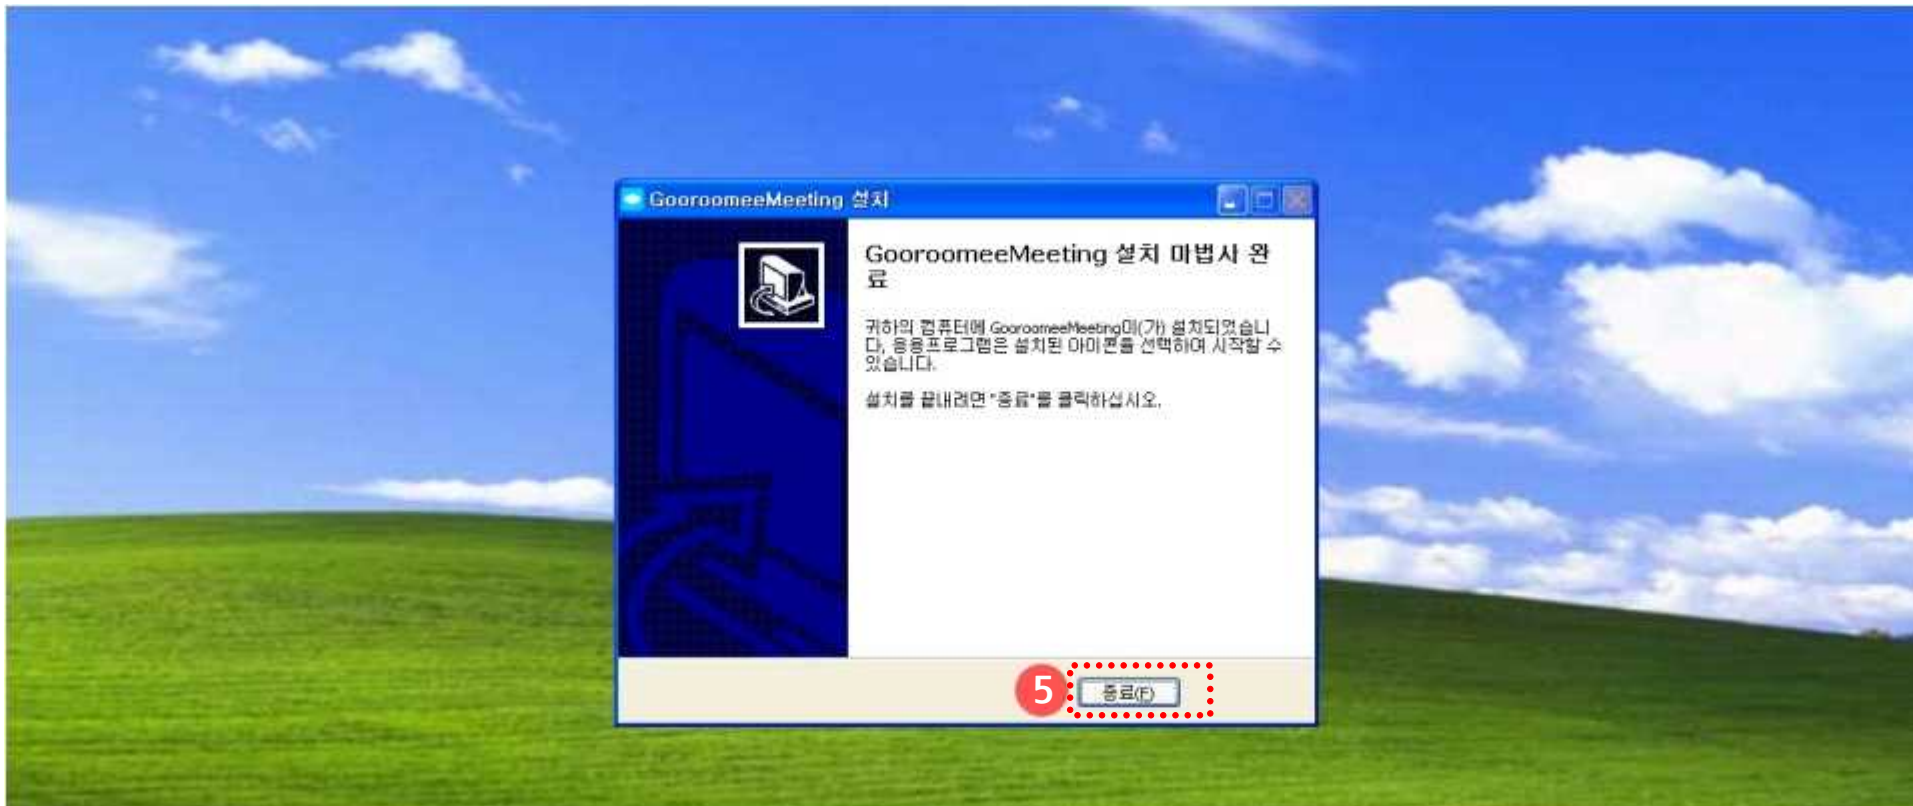 GooroomeeMeeting 설치
GooroomeeMeeting 설치 마법사 완
료
귀하의 컴퓨터에 GooroomeeMeeting이(가) 설치되었습니
다. 응용프로그램은 설치된 아이콘을 선택하여 시작할 수
있습니다.
설치를 끝내려면 "종료"를 클릭하십시오.
5
종료(F)